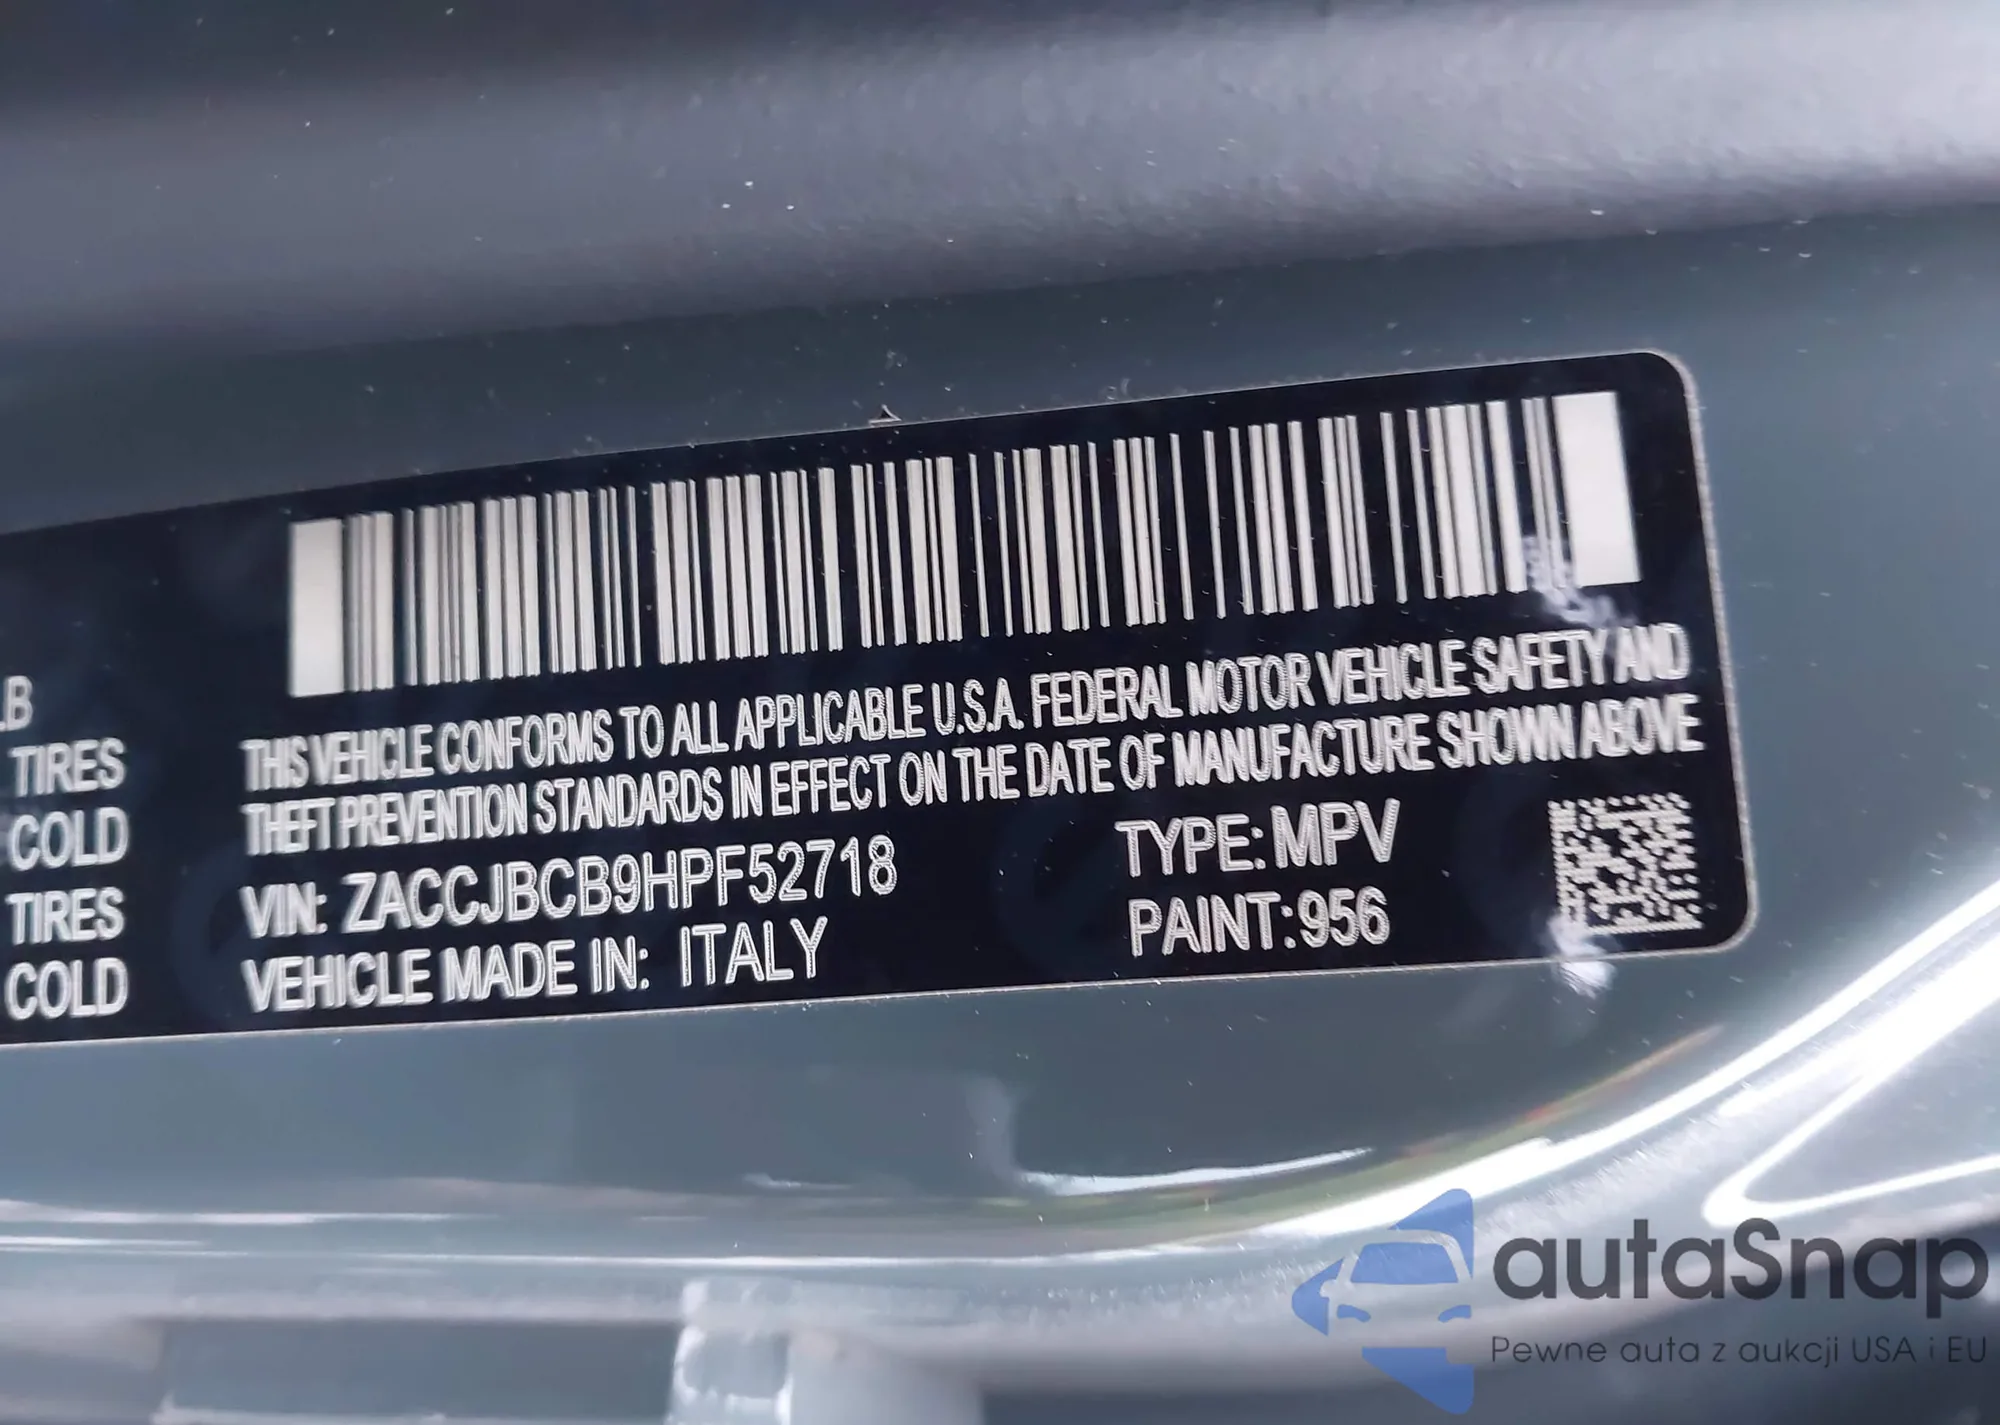 LB
TIRES
COLD
TIRES
COLD
THIS VEHICLE CONFORMS TO ALL APPLICABLE U.S.A. FEDERAL MOTOR VEHICLE SAFETY AND
THEFT PREVENTION STANDARDS IN EFFECT ON THE DATE OF MANUFACTURE SHOWN ABOVE
VIN: ZACCJBCB9HPF52718
VEHICLE MADE IN: ITALY
TYPE: MPV
PAINT: 956
autaSnap
Pewne auta z aukcji USA i EU